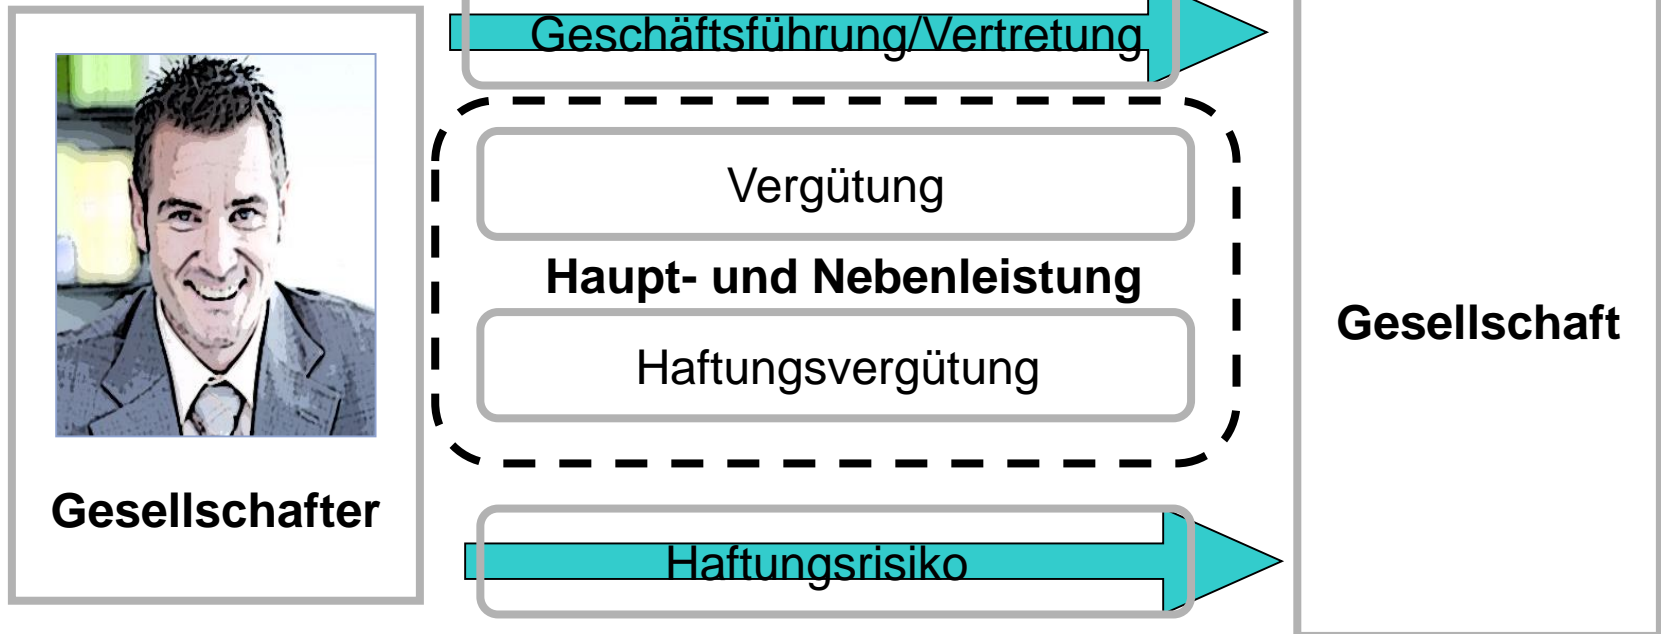 Geschäftsführung/Vertretung
Vergütung
Haupt- und Nebenleistung
Haftungsvergütung
Gesellschaft
Gesellschafter
Haftungsrisiko